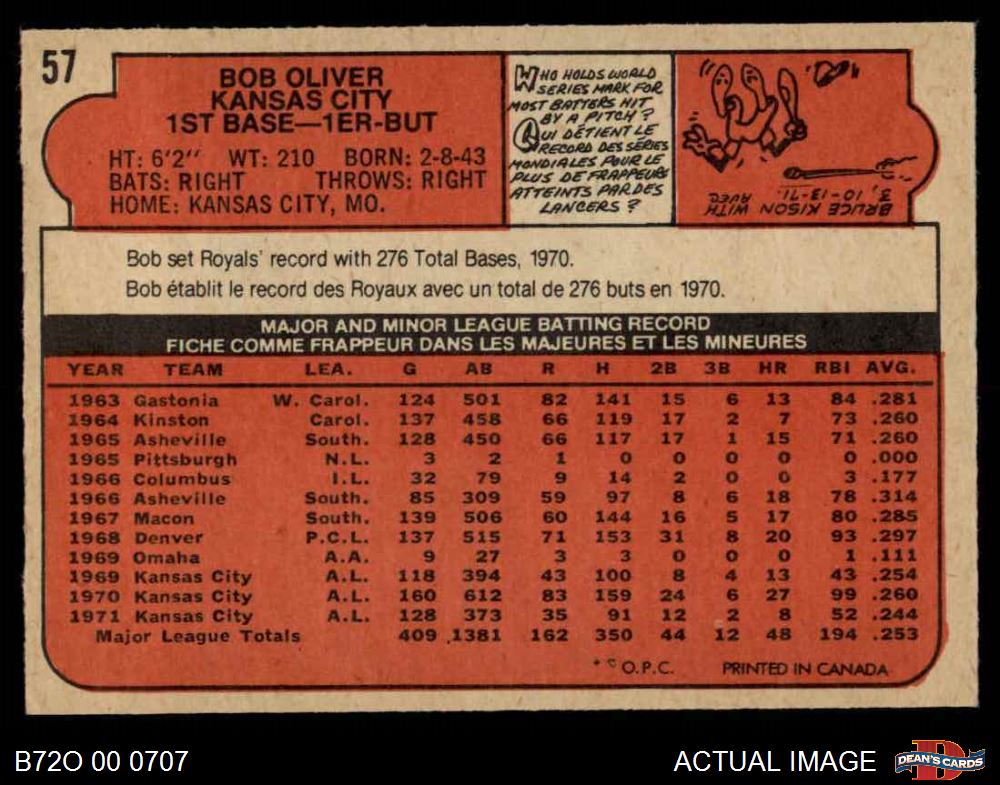 57
BOB OLIVER
KANSAS CITY
1ST BASE—1ER-BUT
HT: 6'2" WT: 210 BORN: 2-8-43
BATS: RIGHT THROWS: RIGHT
HOME: KANSAS CITY, MO.
WHO HOLDS WORLD
SERIES MARK FOR
MOST BATTERS HIT
BY A PITCH?
QUI DÉTIENT LE
RECORD DES SÉRIES
MONDIALES POUR LE
PLUS DE FRAPPEURS
ATTEINTS PAR DES
LANCERS?
BRUCE KISON WITH
3, 10-13-71. AVEC
Bob set Royals' record with 276 Total Bases, 1970.
Bob établit le record des Royaux avec un total de 276 buts en 1970.
MAJOR AND MINOR LEAGUE BATTING RECORD
FICHE COMME FRAPPEUR DANS LES MAJEURES ET LES MINEURES
YEAR TEAM LEA. G AB R H 2B 3B HR RBI AVG.
1963 Gastonia W. Carol. 124 501 82 141 15 6 13 84 .281
1964 Kinston Carol. 137 458 66 119 17 2 7 73 .260
1965 Asheville South. 128 450 66 117 17 1 15 71 .260
1965 Pittsburgh N.L. 3 2 1 0 0 0 0 0 .000
1966 Columbus I.L. 32 79 9 14 2 0 0 3 .177
1966 Asheville South. 85 309 59 97 8 6 18 78 .314
1967 Macon South. 139 506 60 144 16 5 17 80 .285
1968 Denver P.C.L. 137 515 71 153 31 8 20 93 .297
1969 Omaha A.A. 9 27 3 3 0 0 0 1 .111
1969 Kansas City A.L. 118 394 43 100 8 4 13 43 .254
1970 Kansas City A.L. 160 612 83 159 24 6 27 99 .260
1971 Kansas City A.L. 128 373 35 91 12 2 8 52 .244
Major League Totals 409 1381 162 350 44 12 48 194 .253
* © O.P.C. PRINTED IN CANADA
B72O 00 0707
ACTUAL IMAGE
DEAN'S CARDS